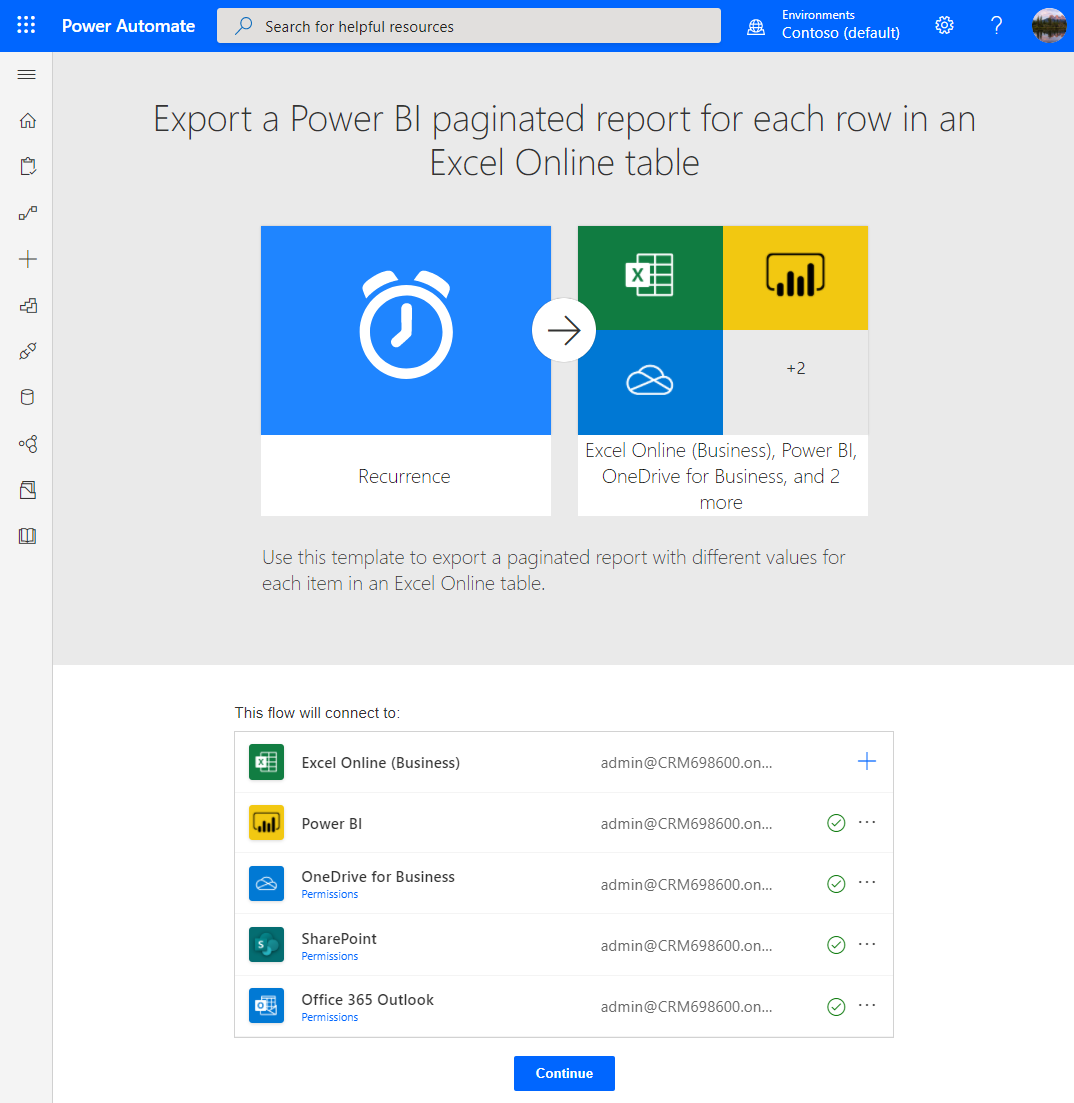 Power Automate
Search for helpful resources
Environments
Contoso (default)
Export a Power BI paginated report for each row in an
Excel Online table
+2
Recurrence
Excel Online (Business), Power BI,
OneDrive for Business, and 2
more
Use this template to export a paginated report with different values for
each item in an Excel Online table.
This flow will connect to:
Excel Online (Business) admin@CRM698600.on...
Power BI admin@CRM698600.on...
OneDrive for Business admin@CRM698600.on...
Permissions
SharePoint admin@CRM698600.on...
Permissions
Office 365 Outlook admin@CRM698600.on...
Permissions
Continue